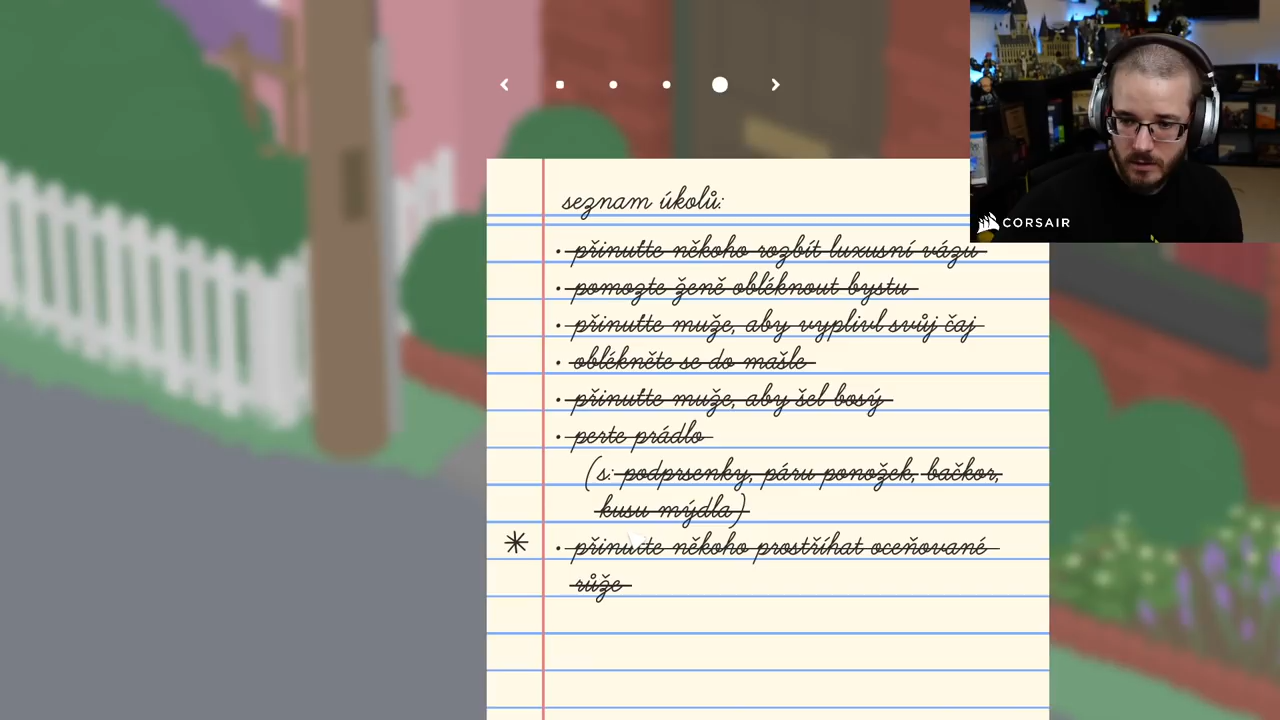 CORSAIR
seznam úkolů:
• přinuťte někoho rozbít luxusní vázu
• pomozte ženě obléknout bystu
• přinuťte muže, aby vyplivl svůj čaj
• oblékněte se do mašle
• přinuťte muže, aby šel bosý
• perte prádlo
(s: podprsenky, páru ponožek, bačkor,
kusu mýdla)
• přinuťte někoho prostříhat oceňované
růže